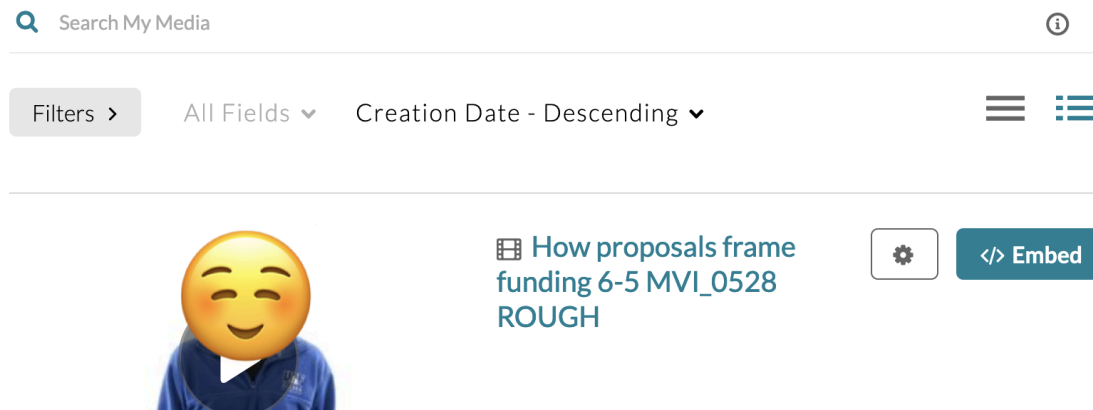 Search My Media
Filters >
All Fields
Creation Date - Descending
How proposals frame
funding 6-5 MVI_0528
ROUGH
</> Embed